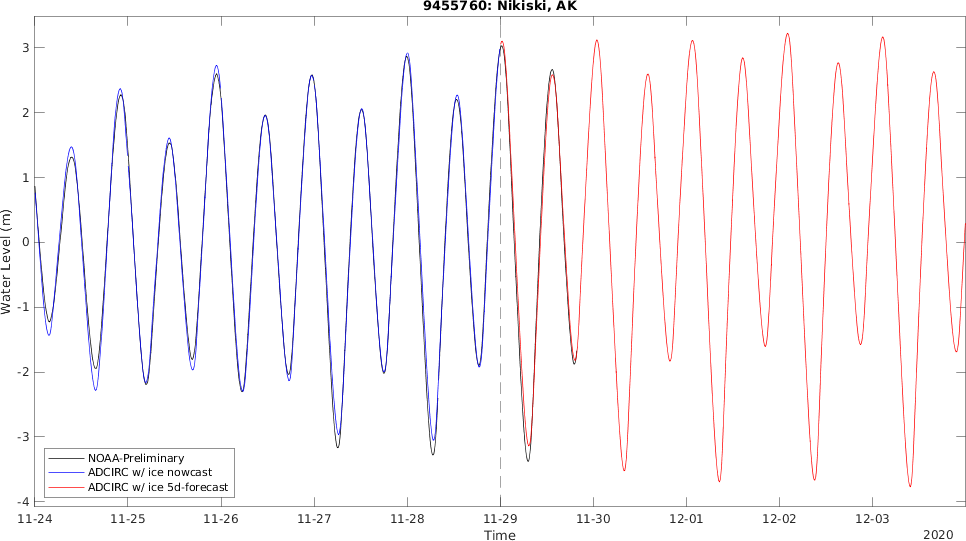 9455760: Nikiski, AK
Water Level (m)
3
2
1
0
-1
-2
-3
-4
NOAA-Preliminary
ADCIRC w/ ice nowcast
ADCIRC w/ ice 5d-forecast
11-24 11-25 11-26 11-27 11-28 11-29 11-30 12-01 12-02 12-03
Time
2020